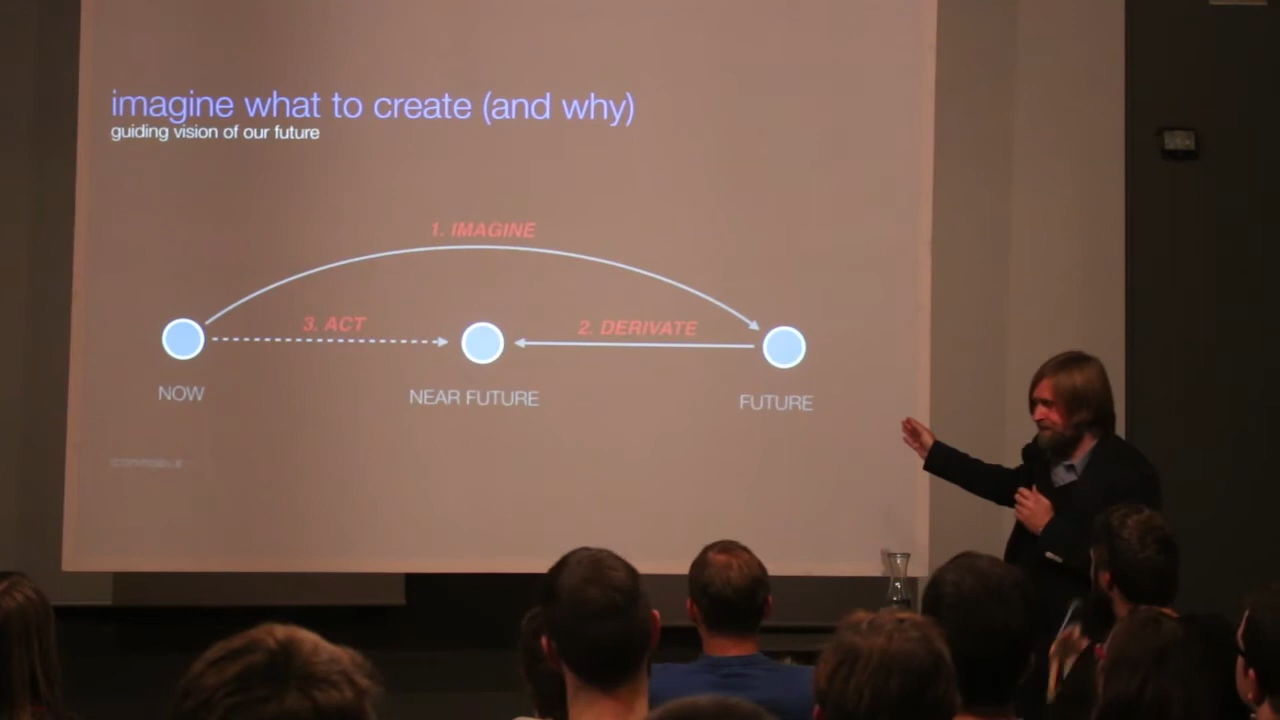 imagine what to create (and why)
guiding vision of our future
1. IMAGINE
3. ACT
2. DERIVATE
NOW
NEAR FUTURE
FUTURE